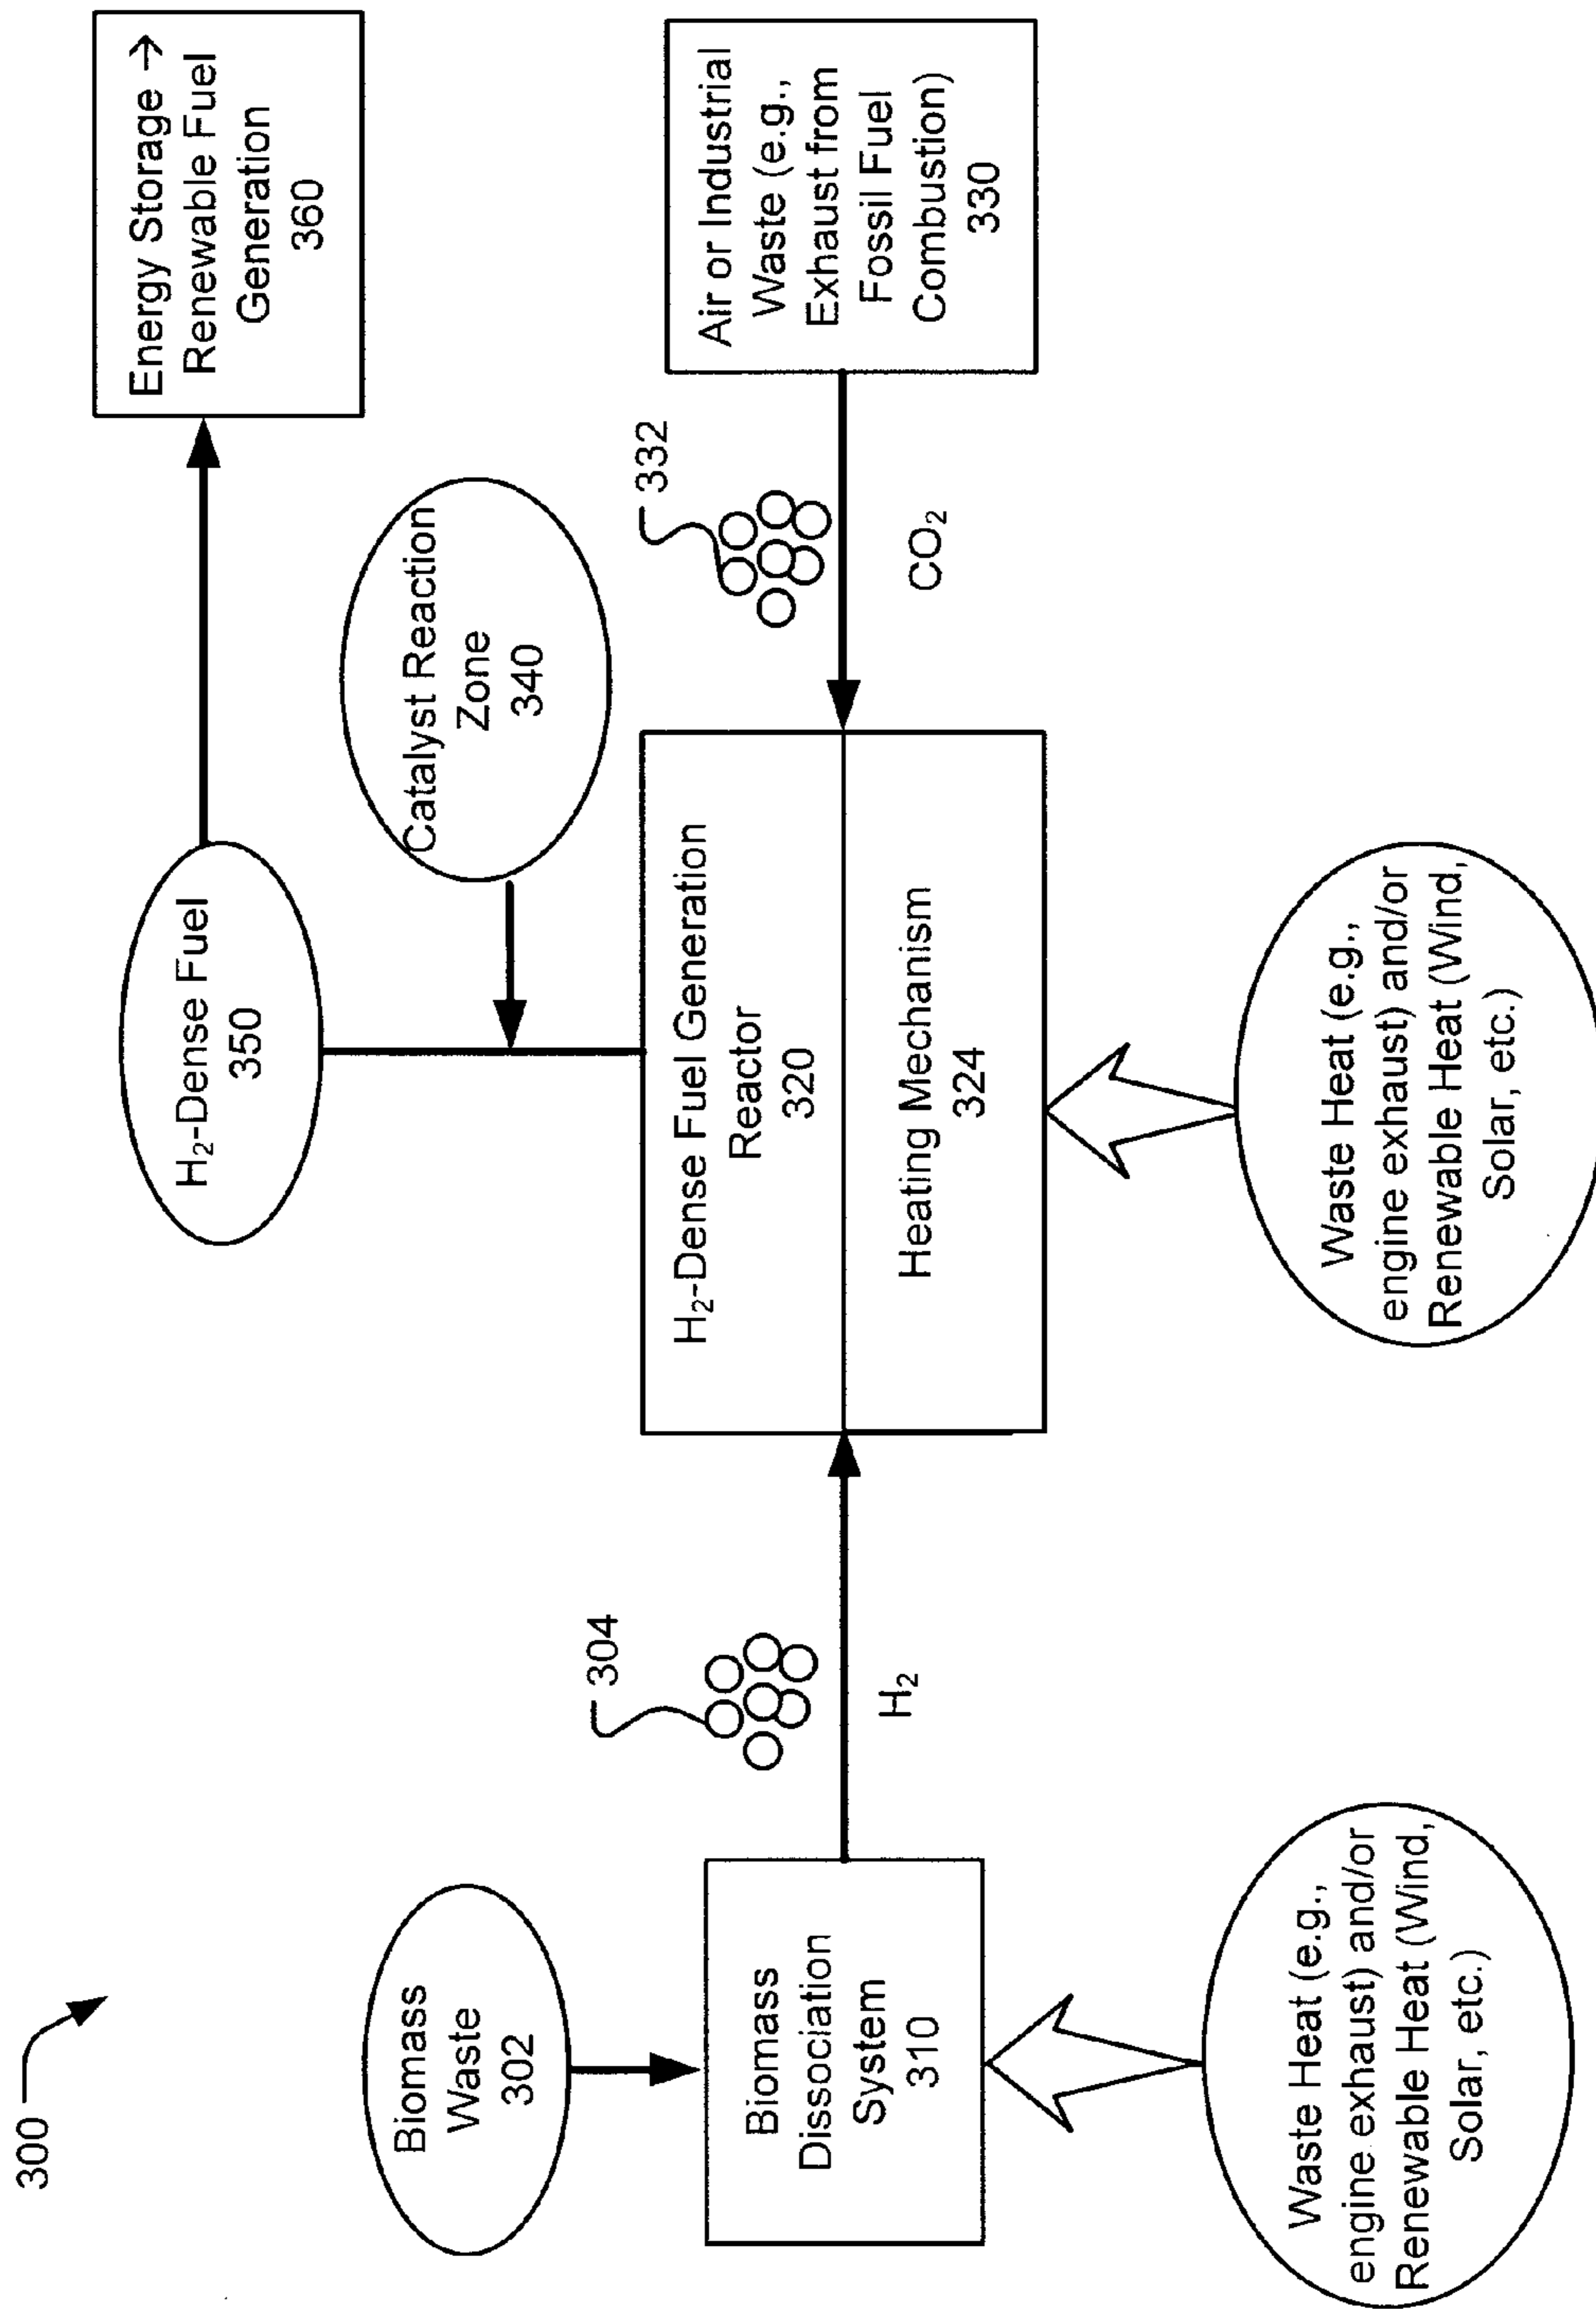 300
Biomass
Waste
302
Biomass
Dissociation
System
310
Waste Heat (e.g.,
engine exhaust) and/or
Renewable Heat (Wind,
Solar, etc.)
304
H₂
H₂-Dense Fuel
350
Catalyst Reaction
Zone
340
H₂-Dense Fuel Generation
Reactor
320
Heating Mechanism
324
Waste Heat (e.g.,
engine exhaust) and/or
Renewable Heat (Wind,
Solar, etc.)
332
CO₂
Energy Storage →
Renewable Fuel
Generation
360
Air or Industrial
Waste (e.g.,
Exhaust from
Fossil Fuel
Combustion)
330